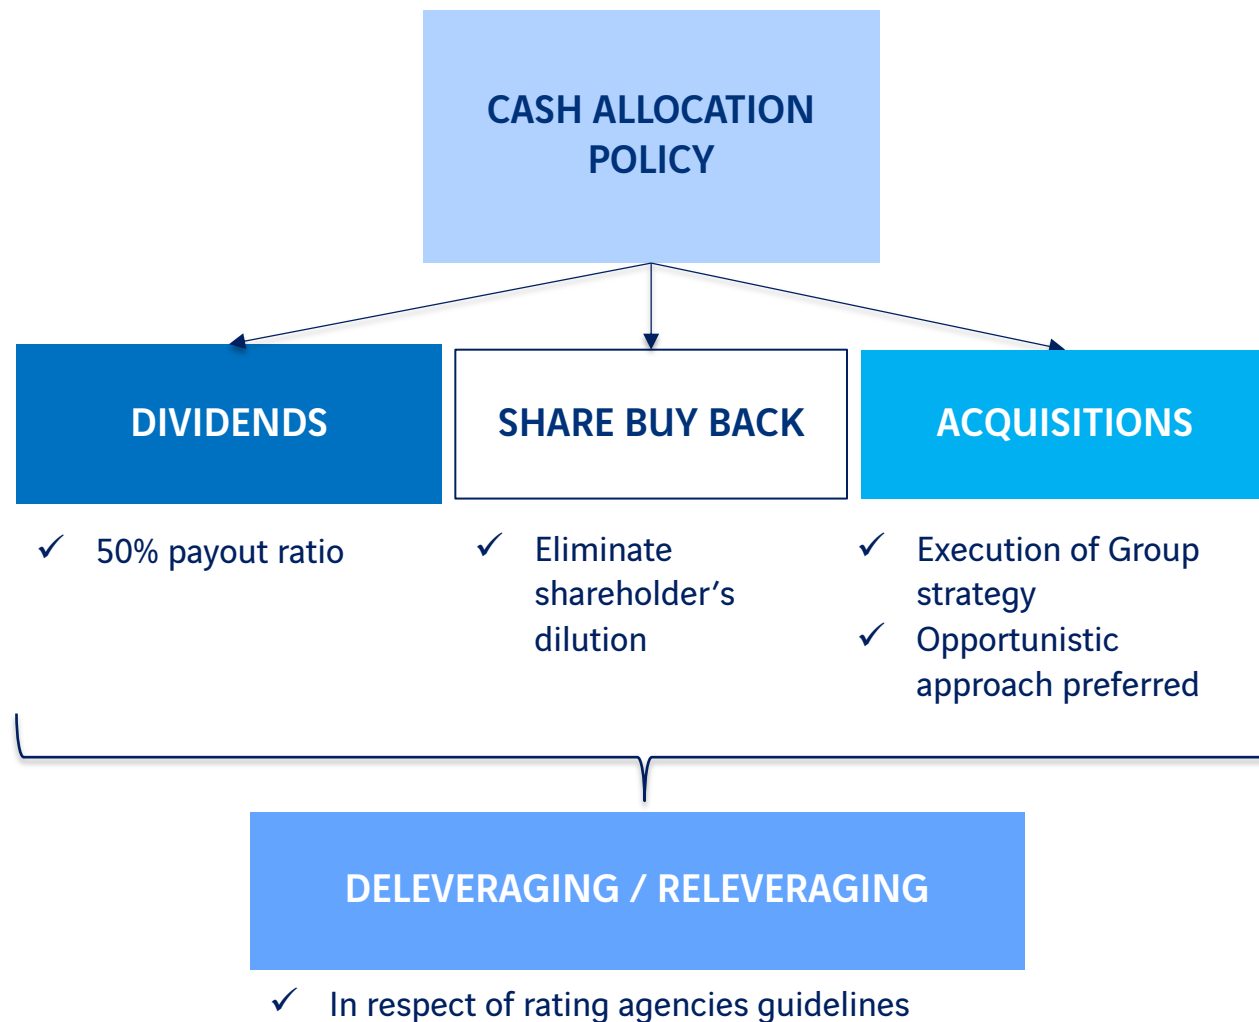 CASH ALLOCATION
POLICY
DIVIDENDS
SHARE BUY BACK
ACQUISITIONS
✓ 50% payout ratio
✓ Eliminate
shareholder’s
dilution
✓ Execution of Group
strategy
✓ Opportunistic
approach preferred
DELEVERAGING / RELEVERAGING
✓ In respect of rating agencies guidelines